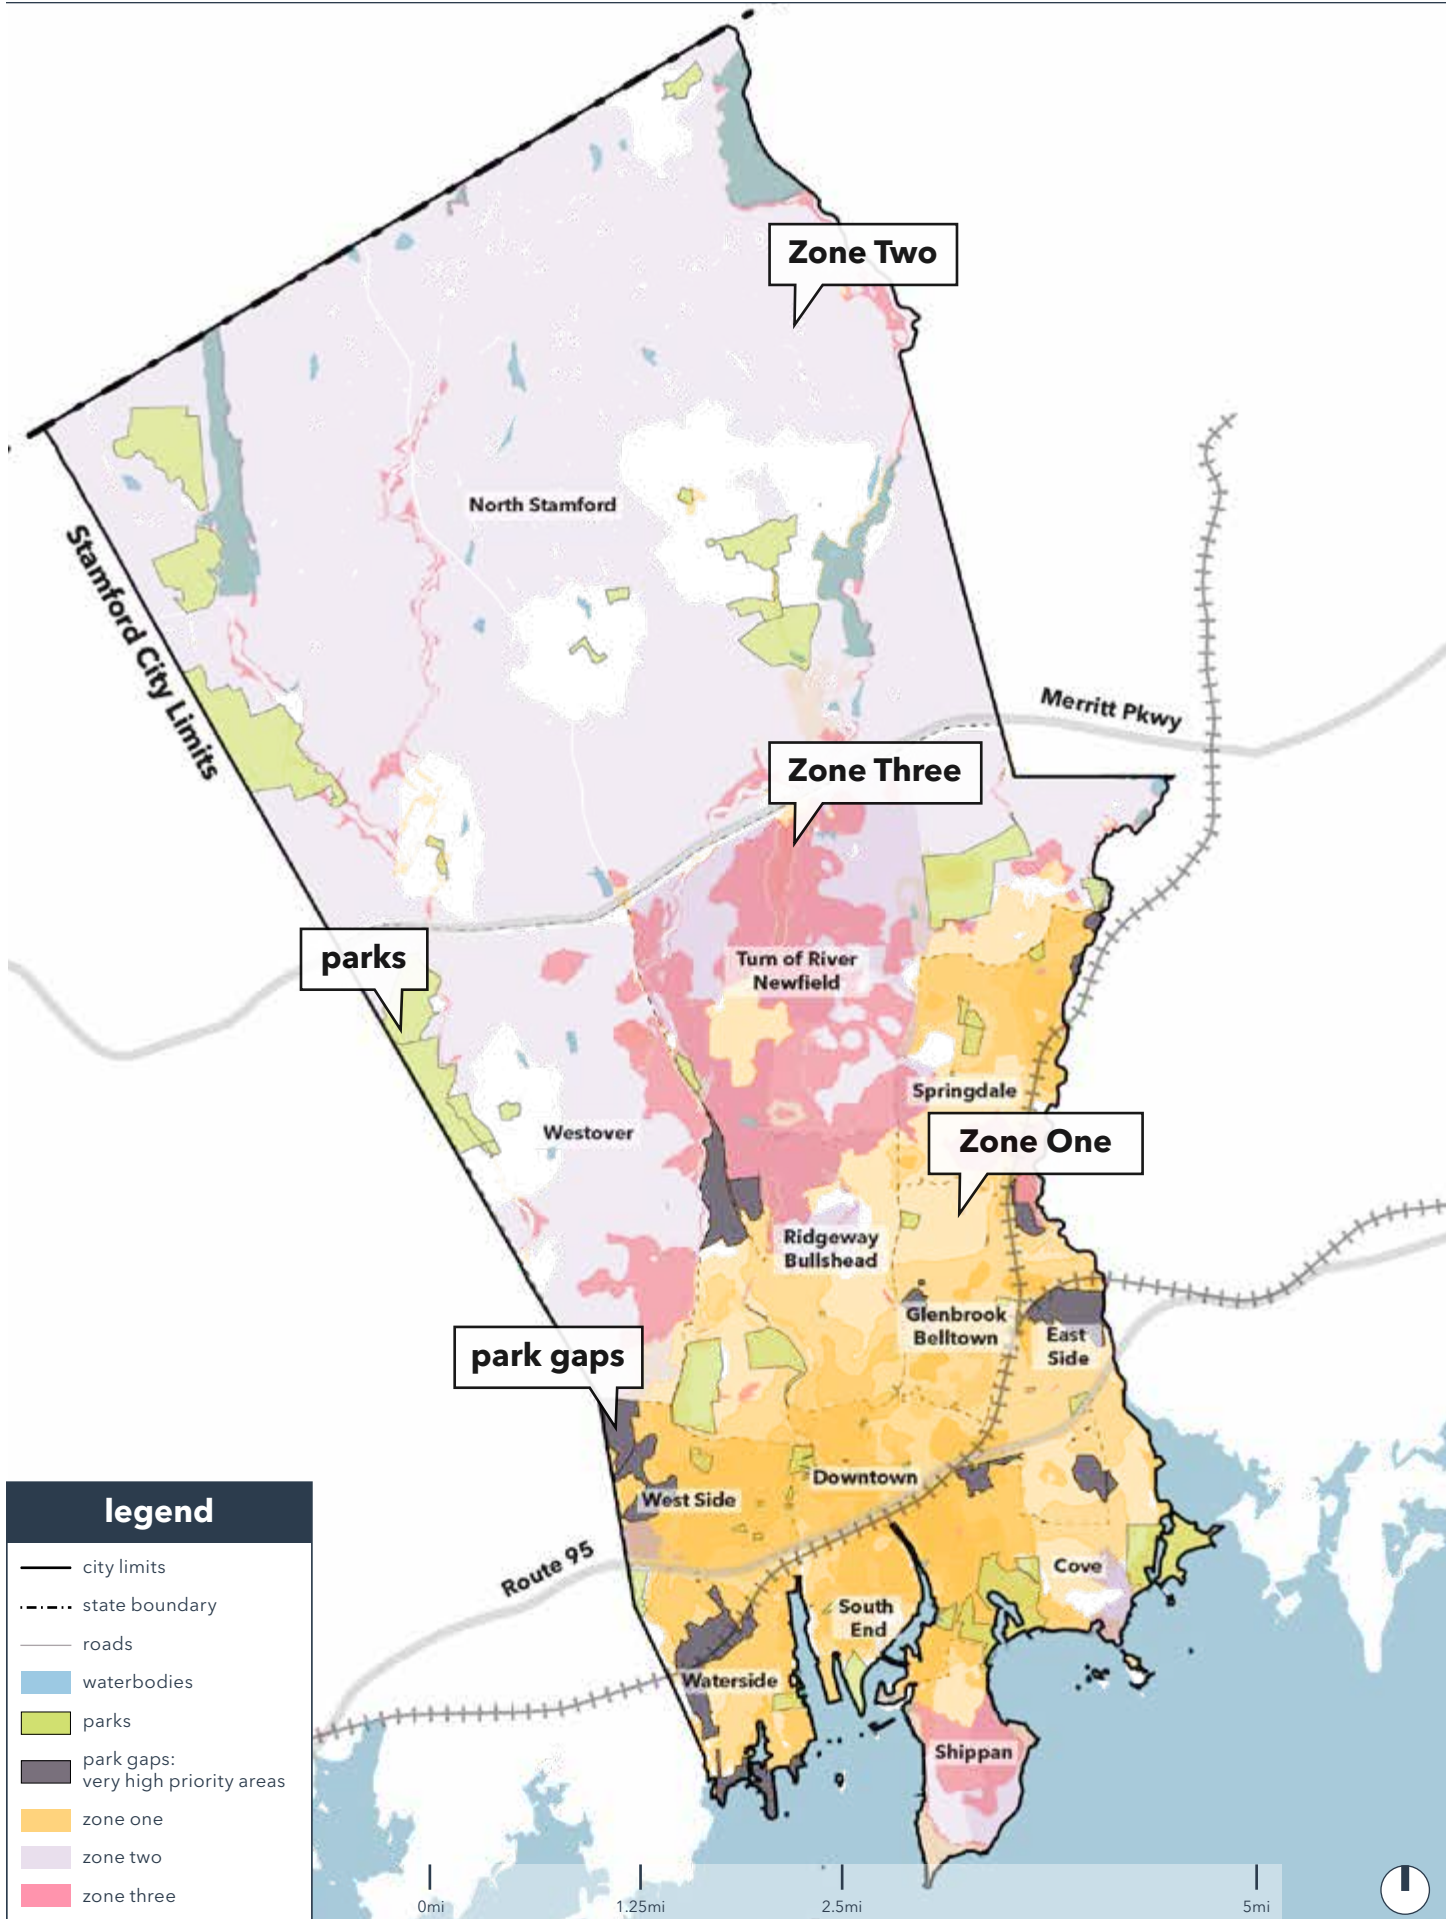 Zone Two
North Stamford
Stamford City Limits
Merritt Pkwy
Zone Three
parks
Turn of River
Newfield
Springdale
Westover
Zone One
Ridgeway
Bullshead
Glenbrook
Belltown
East
Side
park gaps
Downtown
West Side
Route 95
Cove
South
End
Waterside
Shippan
legend
city limits
state boundary
roads
waterbodies
parks
park gaps:
very high priority areas
zone one
zone two
zone three
0mi
1.25mi
2.5mi
5mi